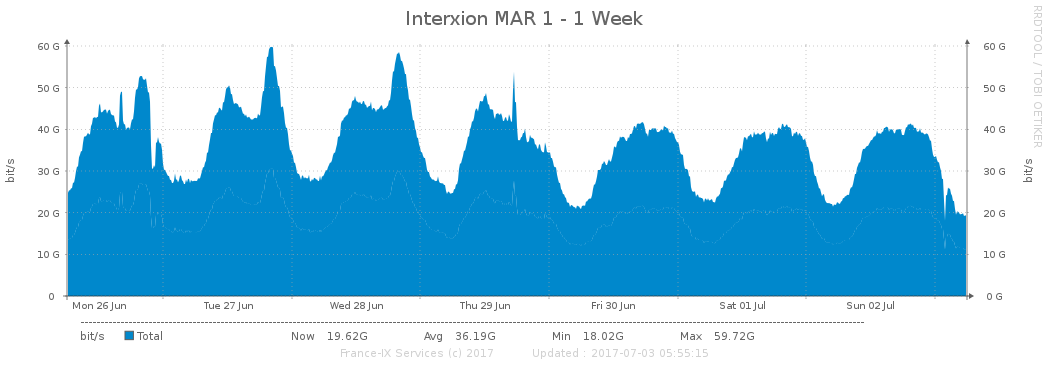 Interxion MAR 1 - 1 Week
RRDTOOL / TOBI OETIKER
bit/s
60 G 60 G
50 G 50 G
40 G 40 G
30 G 30 G
20 G 20 G
10 G 10 G
0 0 G
bit/s
Mon 26 Jun Tue 27 Jun Wed 28 Jun Thu 29 Jun Fri 30 Jun Sat 01 Jul Sun 02 Jul
bit/s Total Now 19.62G Avg 36.19G Min 18.02G Max 59.72G
France-IX Services (c) 2017 Updated : 2017-07-03 05:55:15